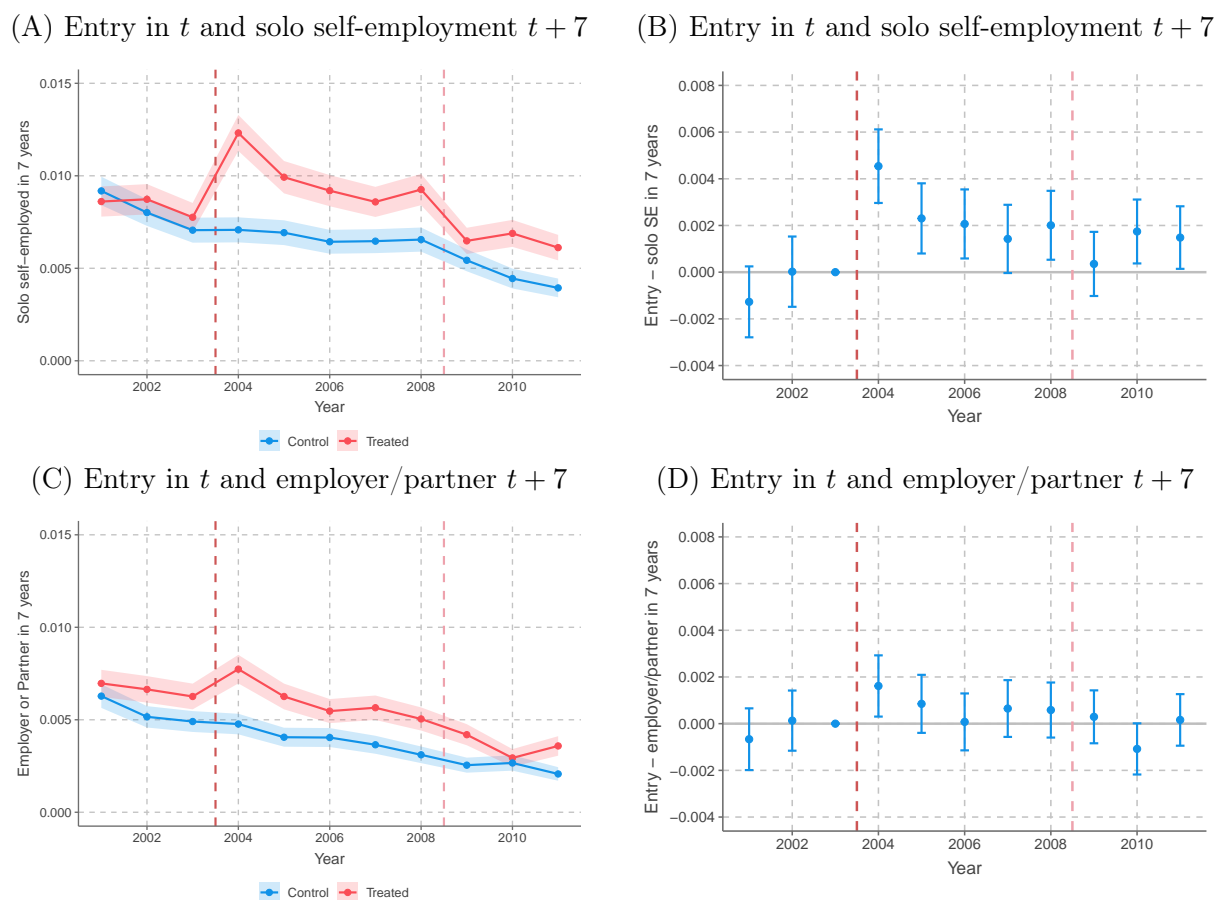 (A) Entry in t and solo self-employment t + 7
0.015
0.010
0.005
0.000
Solo self−employed in 7 years
2002 2004 2006 2008 2010
Year
Control Treated
(B) Entry in t and solo self-employment t + 7
0.008
0.006
0.004
0.002
0.000
−0.002
−0.004
Entry − solo SE in 7 years
2002 2004 2006 2008 2010
Year
(C) Entry in t and employer/partner t + 7
0.015
0.010
0.005
0.000
Employer or Partner in 7 years
2002 2004 2006 2008 2010
Year
Control Treated
(D) Entry in t and employer/partner t + 7
0.008
0.006
0.004
0.002
0.000
−0.002
−0.004
Entry − employer/partner in 7 years
2002 2004 2006 2008 2010
Year